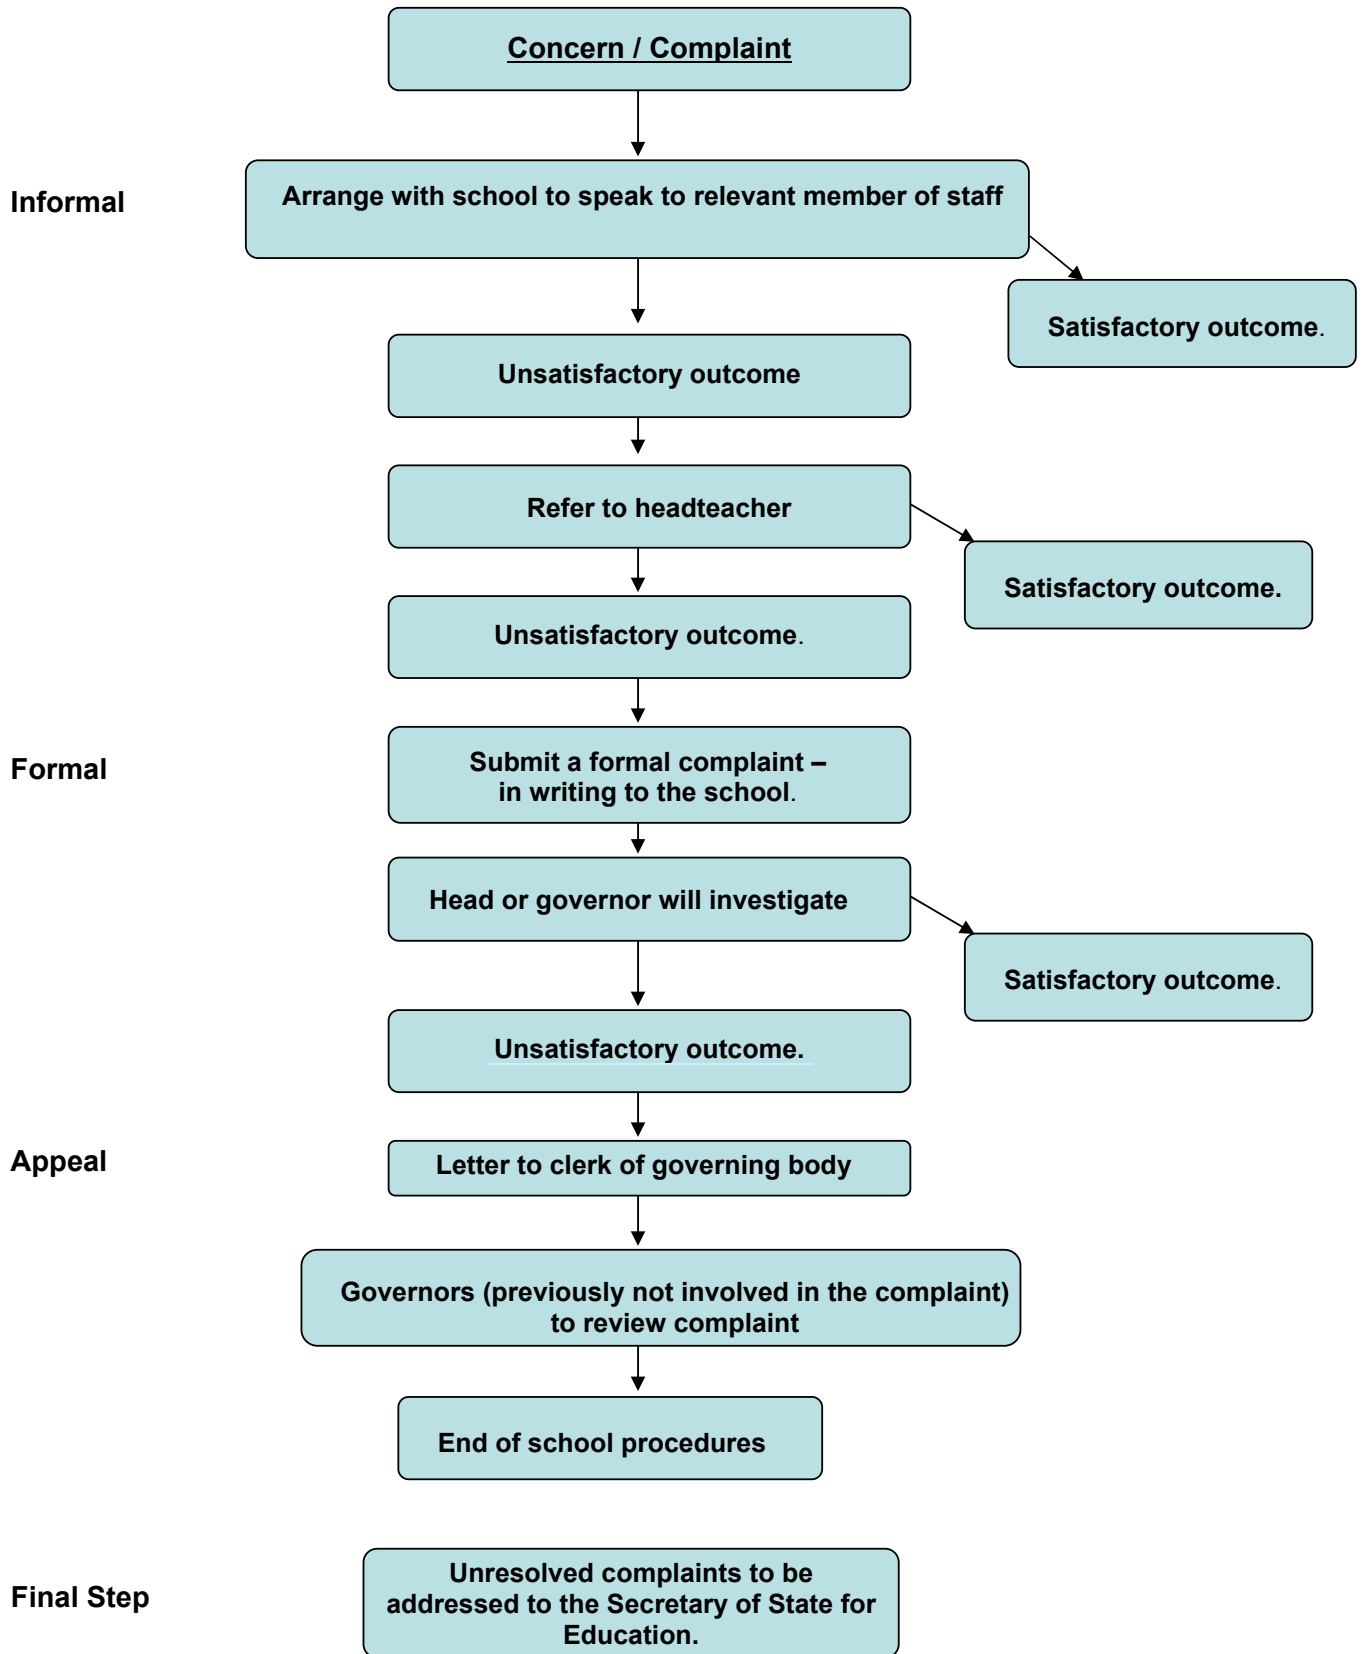 Concern / Complaint
Informal
Arrange with school to speak to relevant member of staff
Satisfactory outcome.
Unsatisfactory outcome
Refer to headteacher
Satisfactory outcome.
Unsatisfactory outcome.
Formal
Submit a formal complaint –
in writing to the school.
Head or governor will investigate
Satisfactory outcome.
Unsatisfactory outcome.
Appeal
Letter to clerk of governing body
Governors (previously not involved in the complaint)
to review complaint
End of school procedures
Final Step
Unresolved complaints to be
addressed to the Secretary of State for
Education.